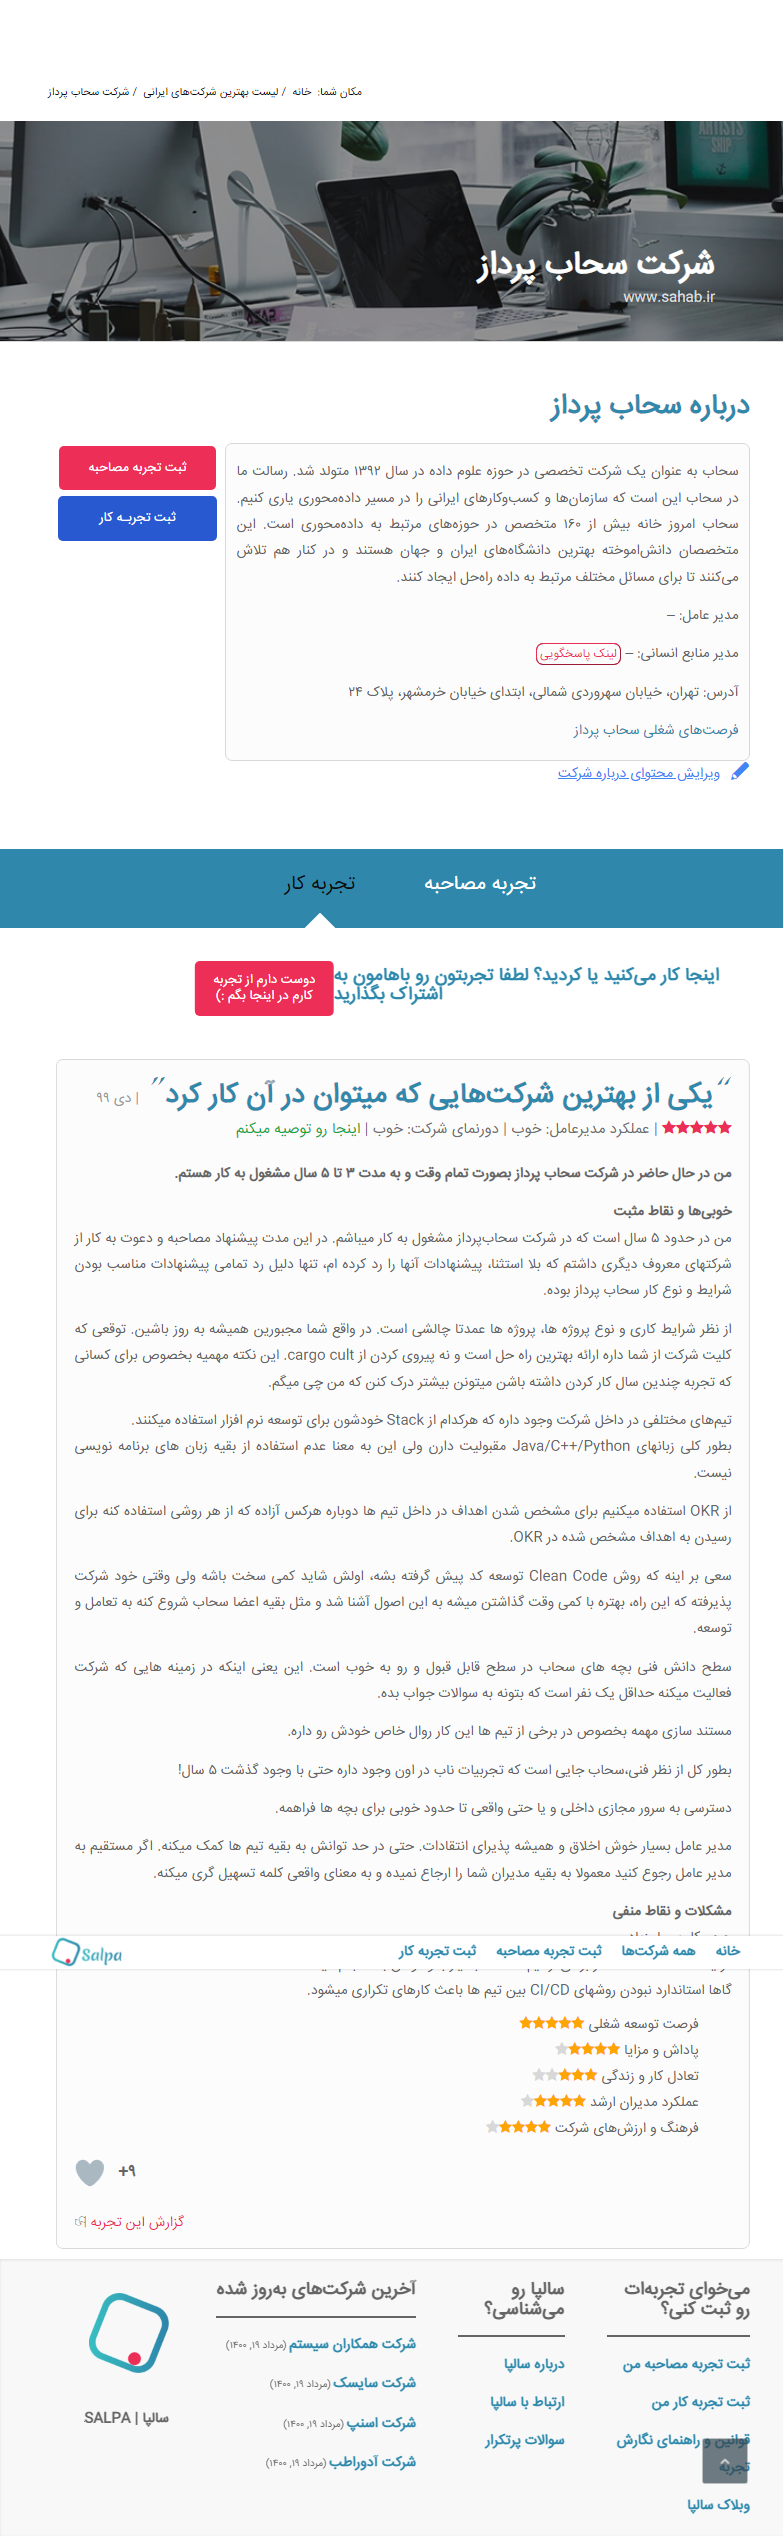 مکان شما: خانه / لیست بهترین شرکت‌های ایرانی / شرکت سحاب پرداز
ARTISTS
SHIP
شرکت سحاب پرداز
www.sahab.ir
درباره سحاب پرداز
سحاب به عنوان یک شرکت تخصصی در حوزه علوم داده در سال ۱۳۹۲ متولد شد. رسالت ما
در سحاب این است که سازمان‌ها و کسب‌وکارهای ایرانی را در مسیر داده‌محوری یاری کنیم.
سحاب امروز خانه بیش از ۱۶۰ متخصص در حوزه‌های مرتبط به داده‌محوری است. این
متخصصان دانش‌اموخته بهترین دانشگاه‌های ایران و جهان هستند و در کنار هم تلاش
می‌کنند تا برای مسائل مختلف مرتبط به داده راه‌حل ایجاد کنند.
مدیر عامل: –
مدیر منابع انسانی: – لینک پاسخگویی
آدرس: تهران، خیابان سهروردی شمالی، ابتدای خیابان خرمشهر، پلاک ۲۴
فرصت‌های شغلی سحاب پرداز
ثبت تجربه مصاحبه
ثبت تجربـه کار
ویرایش محتوای درباره شرکت
تجربه مصاحبه
تجربه کار
اینجا کار می‌کنید یا کردید؟ لطفا تجربتون رو باهامون به
اشتراک بگذارید
دوست دارم از تجربه
کارم در اینجا بگم :)
"یکی از بهترین شرکت‌هایی که میتوان در آن کار کرد" | دی ۹۹
| عملکرد مدیرعامل: خوب | دورنمای شرکت: خوب | اینجا رو توصیه میکنم
من در حال حاضر در شرکت سحاب پرداز بصورت تمام وقت و به مدت ۳ تا ۵ سال مشغول به کار هستم.
خوبی‌ها و نقاط مثبت
من در حدود ۵ سال است که در شرکت سحاب‌پرداز مشغول به کار میباشم. در این مدت پیشنهاد مصاحبه و دعوت به کار از
شرکتهای معروف دیگری داشتم که بلا استثنا، پیشنهادات آنها را رد کرده ام، تنها دلیل رد تمامی پیشنهادات مناسب بودن
شرایط و نوع کار سحاب پرداز بوده.
از نظر شرایط کاری و نوع پروژه ها، پروژه ها عمدتا چالشی است. در واقع شما مجبورین همیشه به روز باشین. توقعی که
کلیت شرکت از شما داره ارائه بهترین راه حل است و نه پیروی کردن از cargo cult. این نکته مهمیه بخصوص برای کسانی
که تجربه چندین سال کار کردن داشته باشن میتونن بیشتر درک کنن که من چی میگم.
تیم‌های مختلفی در داخل شرکت وجود داره که هرکدام از Stack خودشون برای توسعه نرم افزار استفاده میکنند.
بطور کلی زبانهای Java/C++/Python مقبولیت دارن ولی این به معنا عدم استفاده از بقیه زبان های برنامه نویسی
نیست.
از OKR استفاده میکنیم برای مشخص شدن اهداف در داخل تیم ها دوباره هرکس آزاده که از هر روشی استفاده کنه برای
رسیدن به اهداف مشخص شده در OKR.
سعی بر اینه که روش Clean Code توسعه کد پیش گرفته بشه، اولش شاید کمی سخت باشه ولی وقتی خود شرکت
پذیرفته که این راه، بهتره با کمی وقت گذاشتن میشه به این اصول آشنا شد و مثل بقیه اعضا سحاب شروع کنه به تعامل و
توسعه.
سطح دانش فنی بچه های سحاب در سطح قابل قبول و رو به خوب است. این یعنی اینکه در زمینه هایی که شرکت
فعالیت میکنه حداقل یک نفر است که بتونه به سوالات جواب بده.
مستند سازی مهمه بخصوص در برخی از تیم ها این کار روال خاص خودش رو داره.
بطور کل از نظر فنی،سحاب جایی است که تجربیات ناب در اون وجود داره حتی با وجود گذشت ۵ سال!
دسترسی به سرور مجازی داخلی و یا حتی واقعی تا حدود خوبی برای بچه ها فراهمه.
مدیر عامل بسیار خوش اخلاق و همیشه پذیرای انتقادات. حتی در حد توانش به بقیه تیم ها کمک میکنه. اگر مستقیم به
مدیر عامل رجوع کنید معمولا به بقیه مدیران شما را ارجاع نمیده و به معنای واقعی کلمه تسهیل گری میکنه.
مشکلات و نقاط منفی
خانه همه شرکت‌ها ثبت تجربه مصاحبه ثبت تجربه کار Salpa
گاها استاندارد نبودن روشهای CI/CD بین تیم ها باعث کارهای تکراری میشود.
فرصت توسعه شغلی
پاداش و مزایا
تعادل کار و زندگی
عملکرد مدیران ارشد
فرهنگ و ارزش‌های شرکت
+۹
گزارش این تجربه
می‌خوای تجربه‌ات
رو ثبت کنی؟
ثبت تجربه مصاحبه من
ثبت تجربه کار من
قوانین و راهنمای نگارش
تجربه
وبلاک سالپا
سالپا رو
می‌شناسی؟
درباره سالپا
ارتباط با سالپا
سوالات پرتکرار
آخرین شرکت‌های به‌روز شده
شرکت همکاران سیستم (مرداد ۱۹, ۱۴۰۰)
شرکت سایسک (مرداد ۱۹, ۱۴۰۰)
شرکت اسنپ (مرداد ۱۹, ۱۴۰۰)
شرکت آدوراطب (مرداد ۱۹, ۱۴۰۰)
سالپا | SALPA